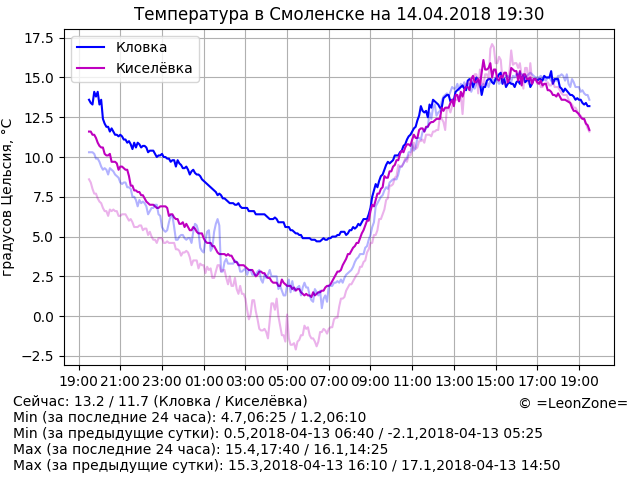 Температура в Смоленске на 14.04.2018 19:30
17.5
15.0
12.5
10.0
7.5
5.0
2.5
0.0
−2.5
градусов Цельсия, °C
Кловка
Киселёвка
19:00 21:00 23:00 01:00 03:00 05:00 07:00 09:00 11:00 13:00 15:00 17:00 19:00
Сейчас: 13.2 / 11.7 (Кловка / Киселёвка)
© =LeonZone=
Min (за последние 24 часа): 4.7,06:25 / 1.2,06:10
Min (за предыдущие сутки): 0.5,2018-04-13 06:40 / -2.1,2018-04-13 05:25
Max (за последние 24 часа): 15.4,17:40 / 16.1,14:25
Max (за предыдущие сутки): 15.3,2018-04-13 16:10 / 17.1,2018-04-13 14:50